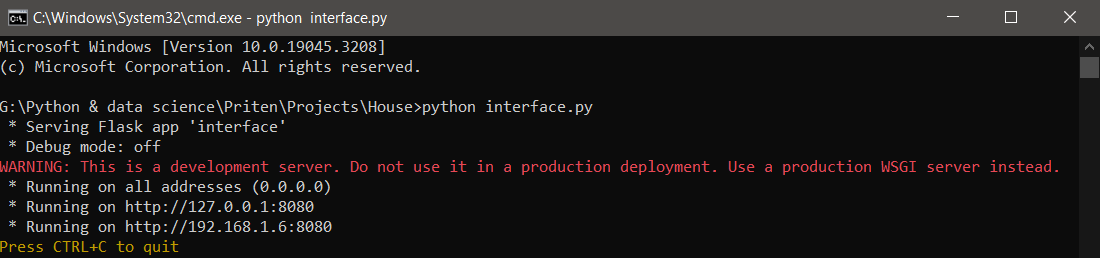 C:\Windows\System32\cmd.exe - python  interface.py
Microsoft Windows [Version 10.0.19045.3208]
(c) Microsoft Corporation. All rights reserved.
G:\Python & data science\Priten\Projects\House>python interface.py
 * Serving Flask app 'interface'
 * Debug mode: off
WARNING: This is a development server. Do not use it in a production deployment. Use a production WSGI server instead.
 * Running on all addresses (0.0.0.0)
 * Running on http://127.0.0.1:8080
 * Running on http://192.168.1.6:8080
Press CTRL+C to quit